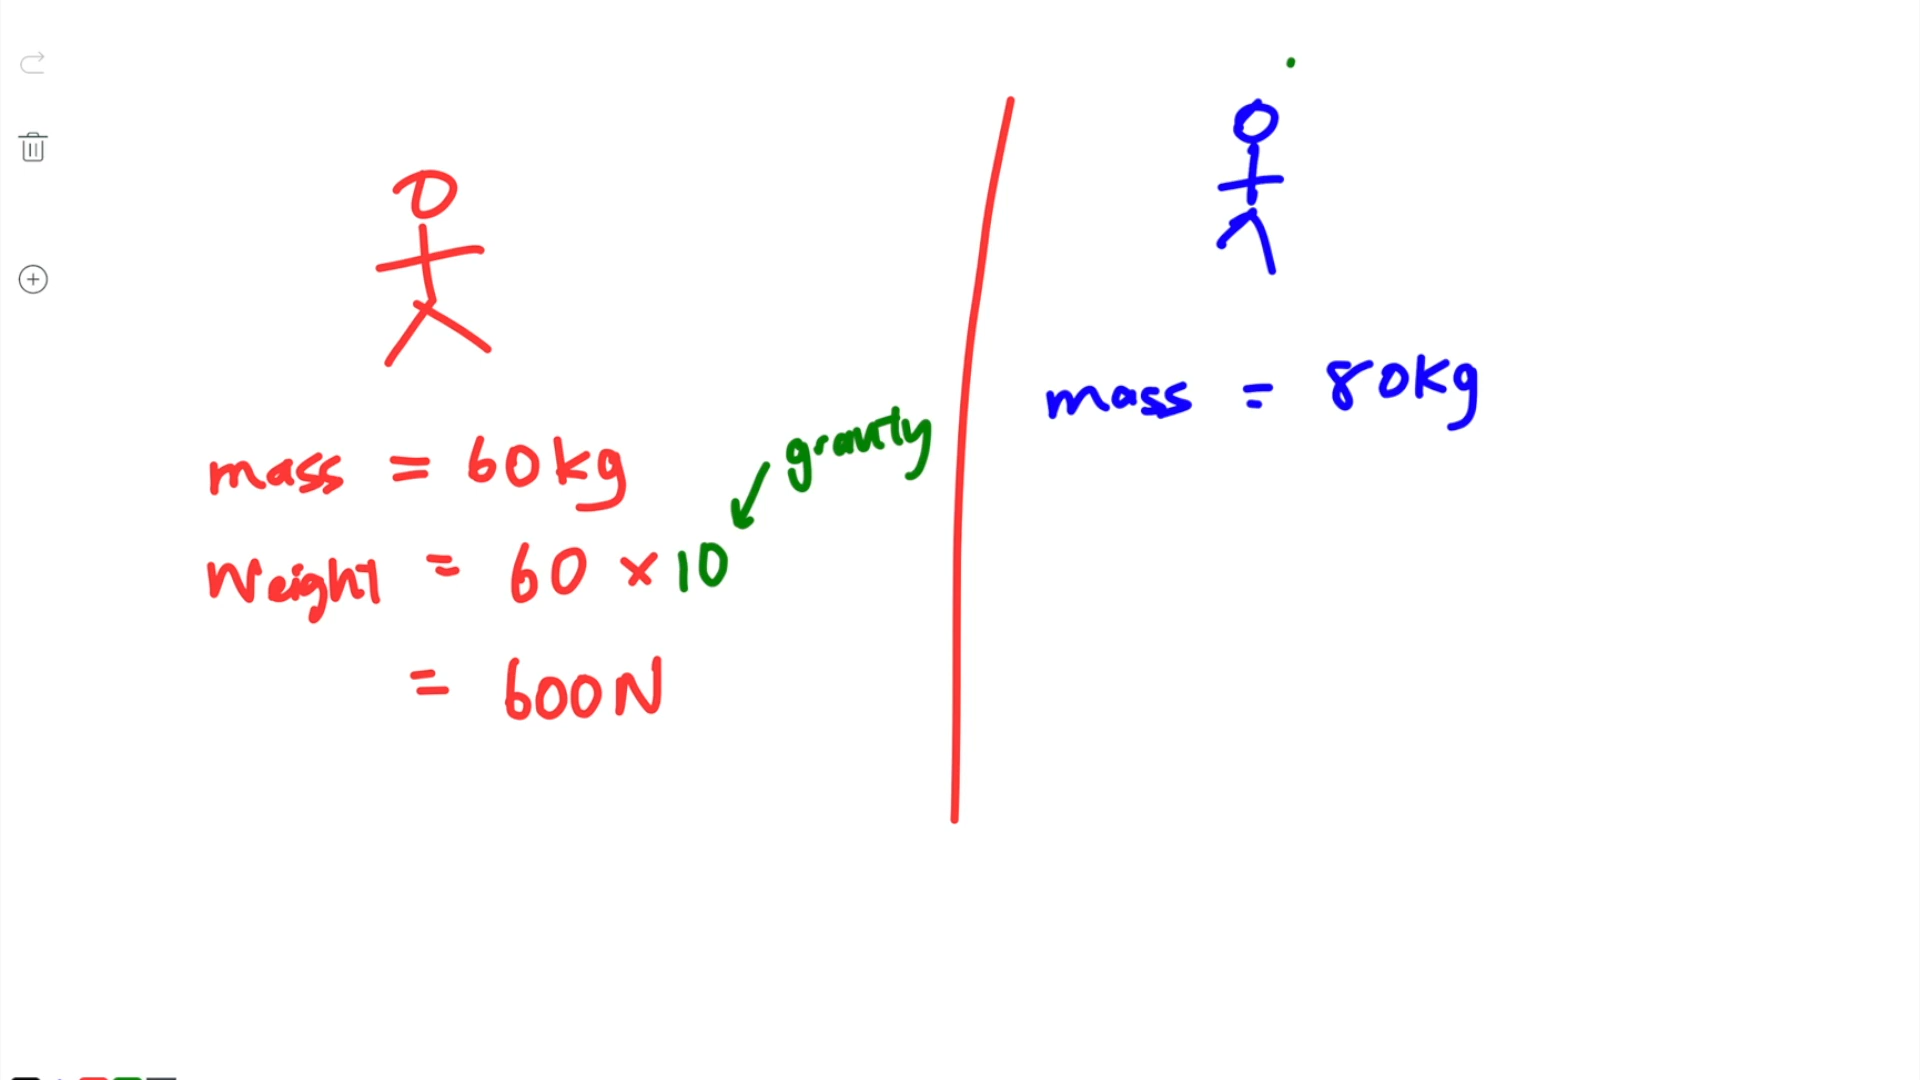 mass = 60kg
gravity
Weight = 60 × 10
= 600N
mass = 80kg